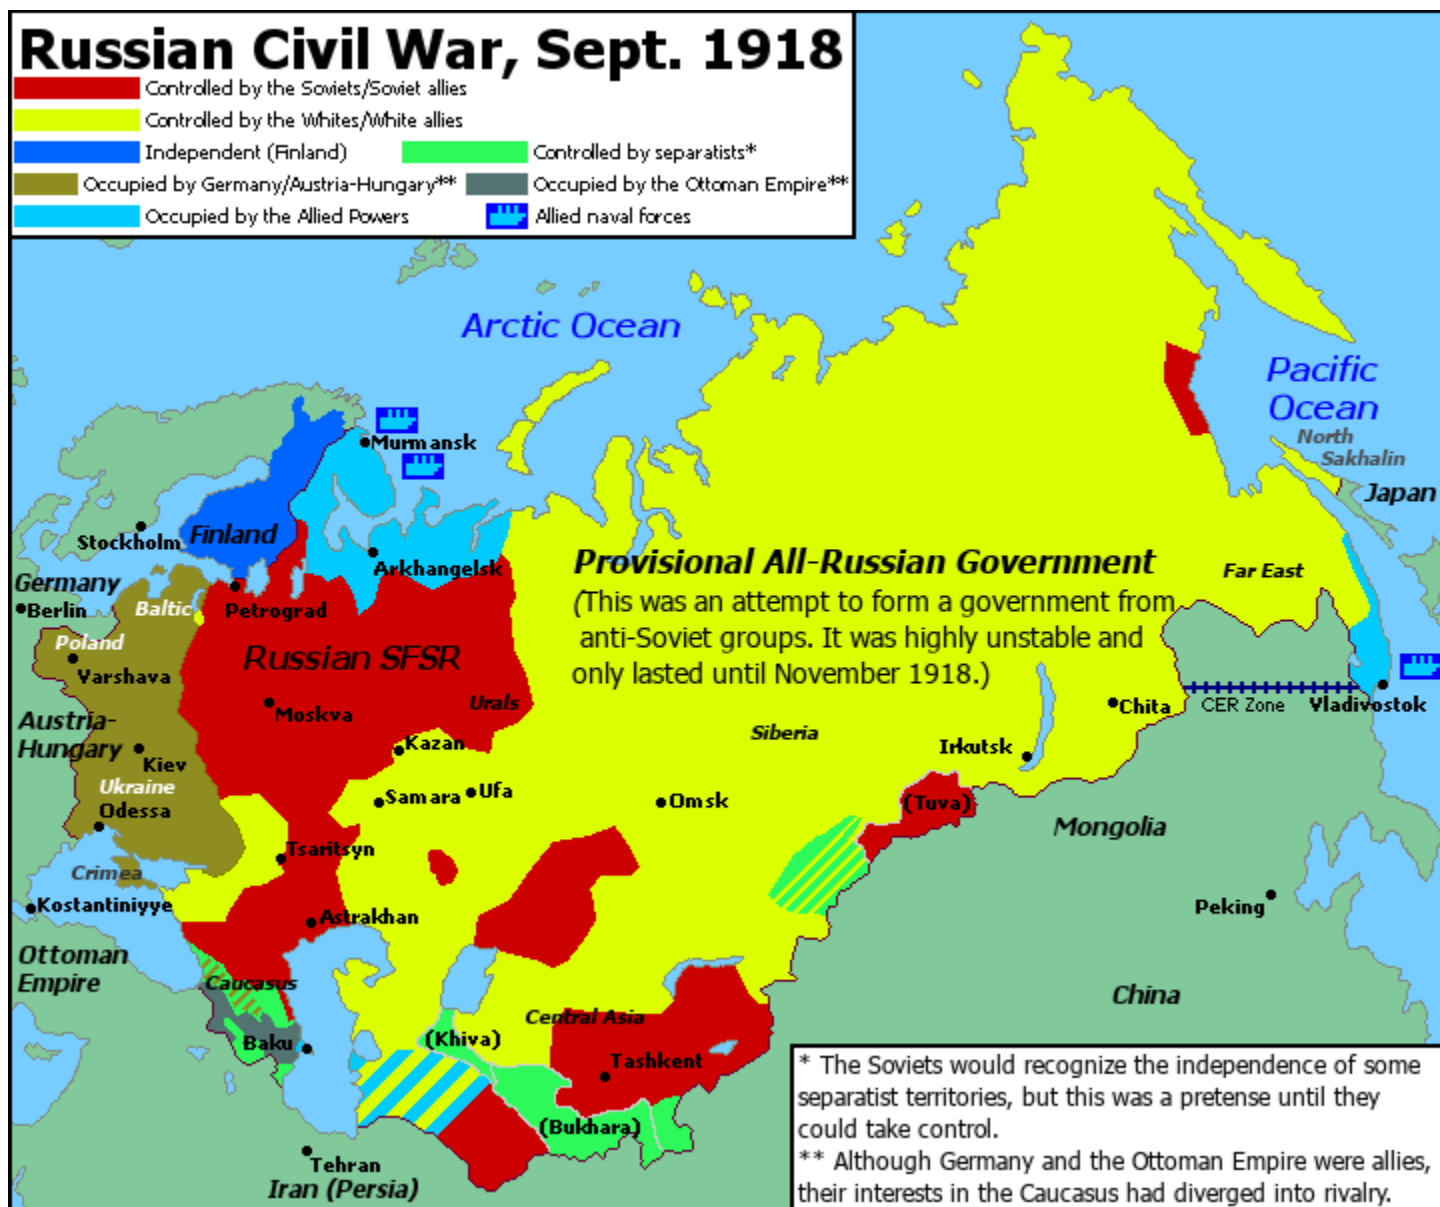 Russian Civil War, Sept. 1918
Controlled by the Soviets/Soviet allies
Controlled by the Whites/White allies
Independent (Finland)
Controlled by separatists*
Occupied by Germany/Austria-Hungary**
Occupied by the Ottoman Empire**
Occupied by the Allied Powers
Allied naval forces
Arctic Ocean
Pacific
Ocean
North
Sakhalin
Japan
Murmansk
Stockholm
Finland
Arkhangelsk
Provisional All-Russian Government
(This was an attempt to form a government from
anti-Soviet groups. It was highly unstable and
only lasted until November 1918.)
Far East
Germany
Berlin
Baltic
Petrograd
Poland
Varshava
Russian SFSR
Moskva
Urals
Austria-
Hungary
Kiev
Ukraine
Odessa
Kazan
Samara
Ufa
Omsk
Siberia
Irkutsk
Chita
CER Zone
Vladivostok
(Tuva)
Mongolia
Tsaritsyn
Crimea
Kostantiniyye
Astrakhan
Peking
Ottoman
Empire
Caucasus
China
Baku
(Khiva)
Central Asia
Tashkent
(Bukhara)
Tehran
Iran (Persia)
* The Soviets would recognize the independence of some
separatist territories, but this was a pretense until they
could take control.
** Although Germany and the Ottoman Empire were allies,
their interests in the Caucasus had diverged into rivalry.